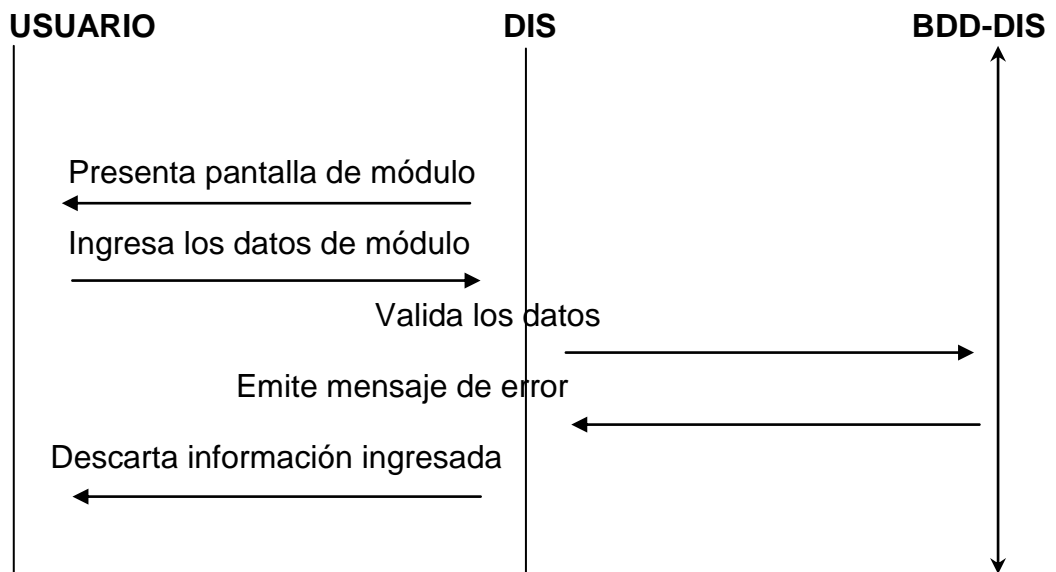 USUARIO DIS BDD-DIS
Presenta pantalla de módulo
Ingresa los datos de módulo
Valida los datos
Emite mensaje de error
Descarta información ingresada